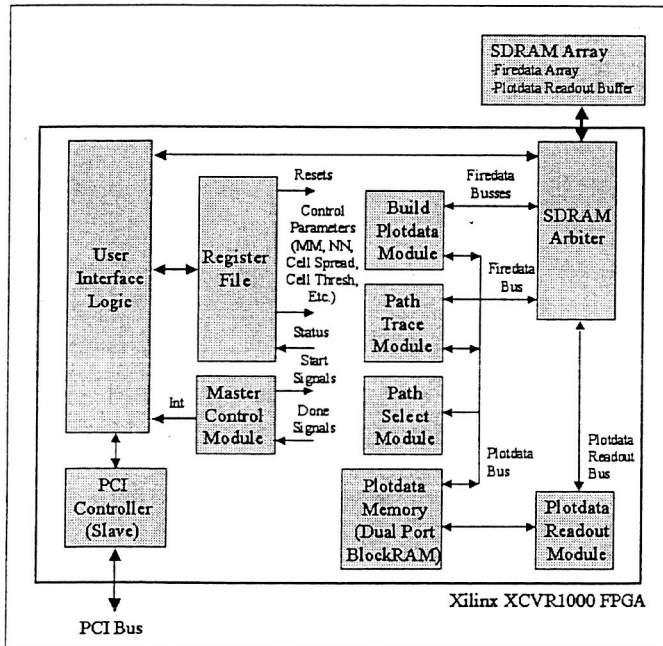 SDRAM Array
-Firedata Array
-Plotdata Readout Buffer
User
Interface
Logic
Register
File
Resets
Control
Parameters
(MM, NN,
Cell Spread,
Cell Thresh,
Etc.)
Status
Start
Signals
Int
Master
Control
Module
Done
Signals
PCI
Controller
(Slave)
PCI Bus
Build
Plotdata
Module
Path
Trace
Module
Path
Select
Module
Plotdata
Memory
(Dual Port
BlockRAM)
Firedata
Busses
Firedata
Bus
Plotdata
Bus
SDRAM
Arbiter
Plotdata
Readout
Bus
Plotdata
Readout
Module
Xilinx XCVR1000 FPGA